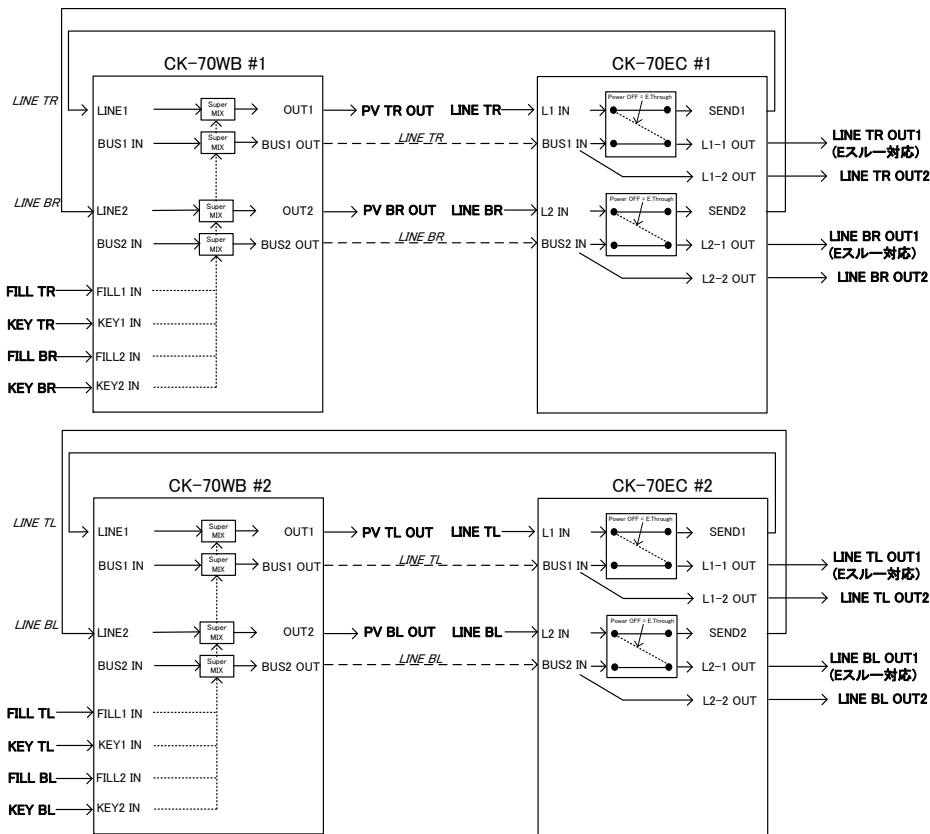 CK-70WB #1
CK-70EC #1
LINE TR
LINE1
Super MIX
OUT1
PV TR OUT
LINE TR
L1 IN
Power OFF = E.Through
SEND1
BUS1 IN
Super MIX
BUS1 OUT
LINE TR
BUS1 IN
L1-1 OUT
LINE TR OUT1
(Eスルー対応)
L1-2 OUT
LINE TR OUT2
LINE BR
LINE2
Super MIX
OUT2
PV BR OUT
LINE BR
L2 IN
Power OFF = E.Through
SEND2
BUS2 IN
Super MIX
BUS2 OUT
LINE BR
BUS2 IN
L2-1 OUT
LINE BR OUT1
(Eスルー対応)
L2-2 OUT
LINE BR OUT2
FILL TR
FILL1 IN
KEY TR
KEY1 IN
FILL BR
FILL2 IN
KEY BR
KEY2 IN
CK-70WB #2
CK-70EC #2
LINE TL
LINE1
Super MIX
OUT1
PV TL OUT
LINE TL
L1 IN
Power OFF = E.Through
SEND1
BUS1 IN
Super MIX
BUS1 OUT
LINE TL
BUS1 IN
L1-1 OUT
LINE TL OUT1
(Eスルー対応)
L1-2 OUT
LINE TL OUT2
LINE BL
LINE2
Super MIX
OUT2
PV BL OUT
LINE BL
L2 IN
Power OFF = E.Through
SEND2
BUS2 IN
Super MIX
BUS2 OUT
LINE BL
BUS2 IN
L2-1 OUT
LINE BL OUT1
(Eスルー対応)
L2-2 OUT
LINE BL OUT2
FILL TL
FILL1 IN
KEY TL
KEY1 IN
FILL BL
FILL2 IN
KEY BL
KEY2 IN